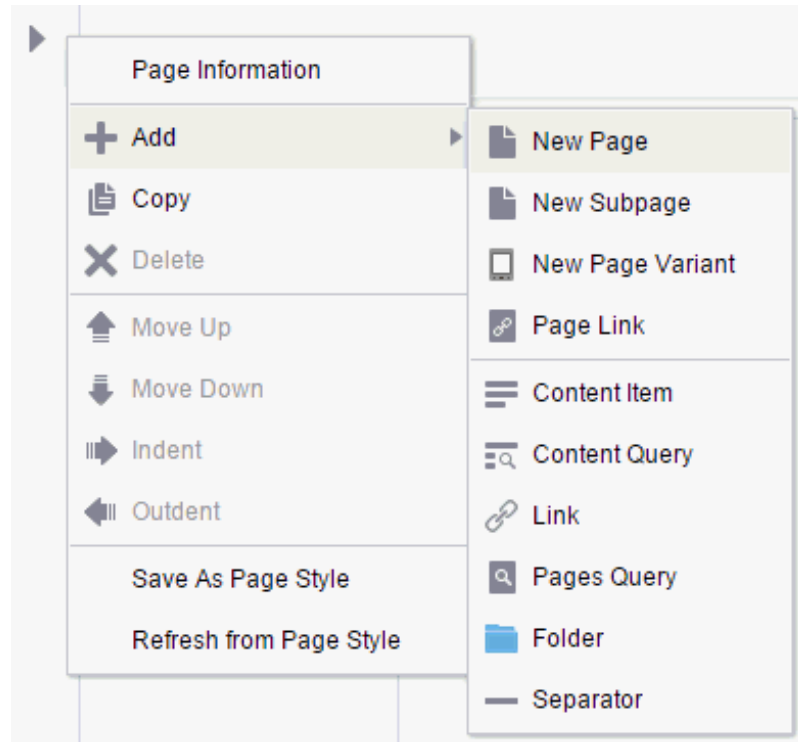 Page Information
Add
Copy
Delete
Move Up
Move Down
Indent
Outdent
Save As Page Style
Refresh from Page Style
New Page
New Subpage
New Page Variant
Page Link
Content Item
Content Query
Link
Pages Query
Folder
Separator